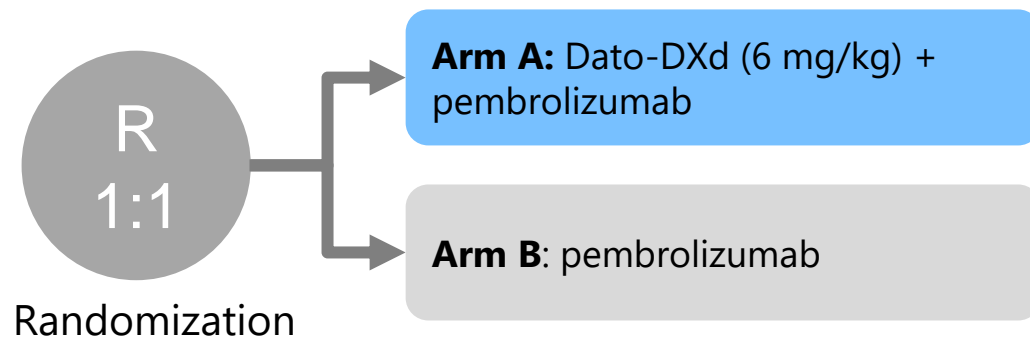 R
1:1
Randomization
Arm A: Dato-DXd (6 mg/kg) +
pembrolizumab
Arm B: pembrolizumab